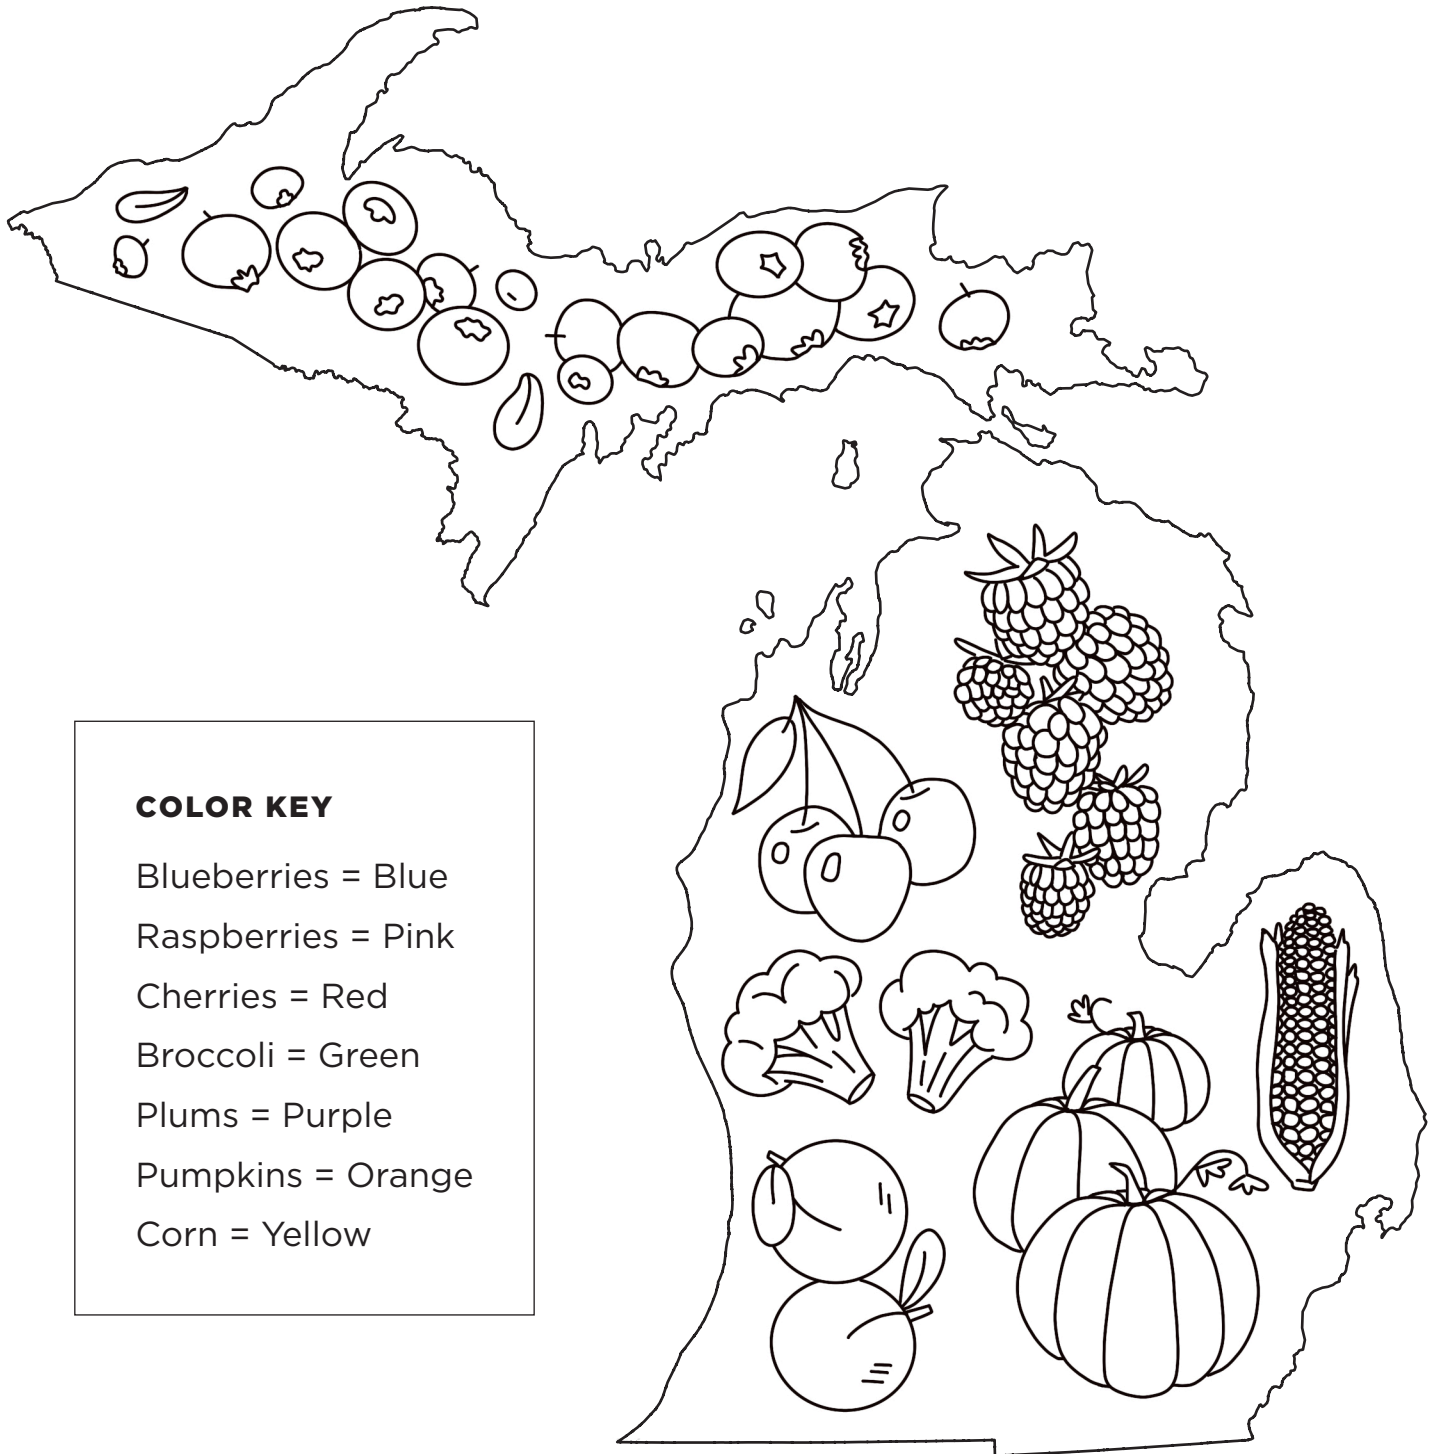 COLOR KEY
Blueberries = Blue
Raspberries = Pink
Cherries = Red
Broccoli = Green
Plums = Purple
Pumpkins = Orange
Corn = Yellow